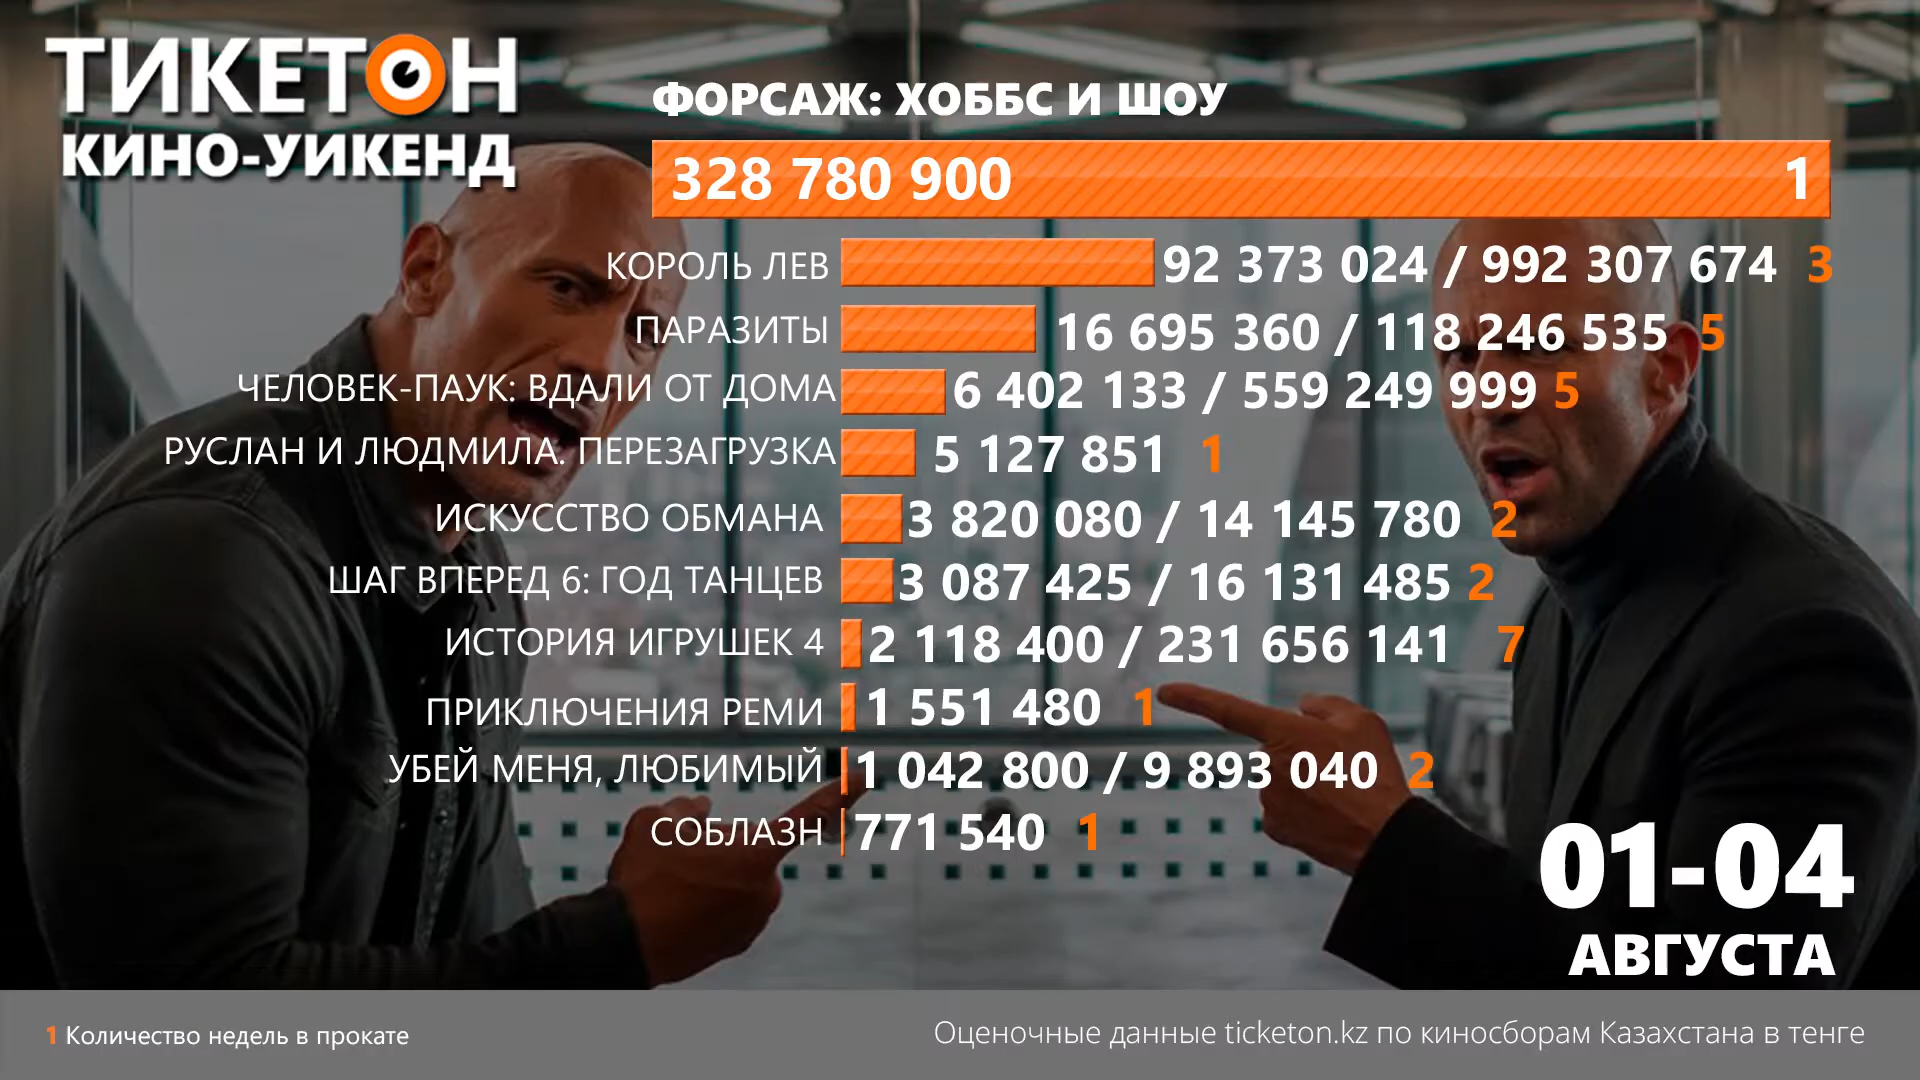 ТИКЕТОН
КИНО-УИКЕНД
ФОРСАЖ: ХОББС И ШОУ
328 780 900 1
КОРОЛЬ ЛЕВ 92 373 024 / 992 307 674 3
ПАРАЗИТЫ 16 695 360 / 118 246 535 5
ЧЕЛОВЕК-ПАУК: ВДАЛИ ОТ ДОМА 6 402 133 / 559 249 999 5
РУСЛАН И ЛЮДМИЛА. ПЕРЕЗАГРУЗКА 5 127 851 1
ИСКУССТВО ОБМАНА 3 820 080 / 14 145 780 2
ШАГ ВПЕРЕД 6: ГОД ТАНЦЕВ 3 087 425 / 16 131 485 2
ИСТОРИЯ ИГРУШЕК 4 2 118 400 / 231 656 141 7
ПРИКЛЮЧЕНИЯ РЕМИ 1 551 480 1
УБЕЙ МЕНЯ, ЛЮБИМЫЙ 1 042 800 / 9 893 040 2
СОБЛАЗН 771 540 1
01-04
АВГУСТА
1 Количество недель в прокате
Оценочные данные ticketon.kz по киносборам Казахстана в тенге